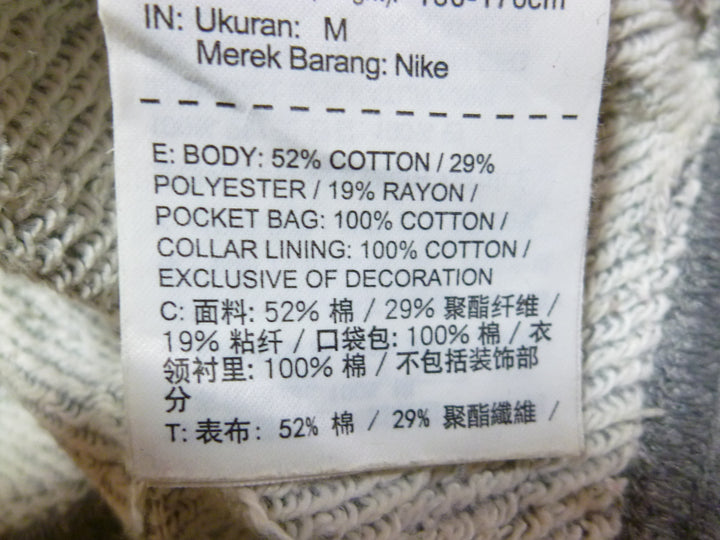 160-170cm
IN: Ukuran: M
Merek Barang: Nike
E: BODY: 52% COTTON / 29%
POLYESTER / 19% RAYON /
POCKET BAG: 100% COTTON /
COLLAR LINING: 100% COTTON /
EXCLUSIVE OF DECORATION
C: 面料: 52% 棉 / 29% 聚酯纤维 /
19% 粘纤 / 口袋包: 100% 棉 / 衣
领衬里: 100% 棉 / 不包括装饰部
分
T: 表布: 52% 棉 / 29% 聚酯纖維 /